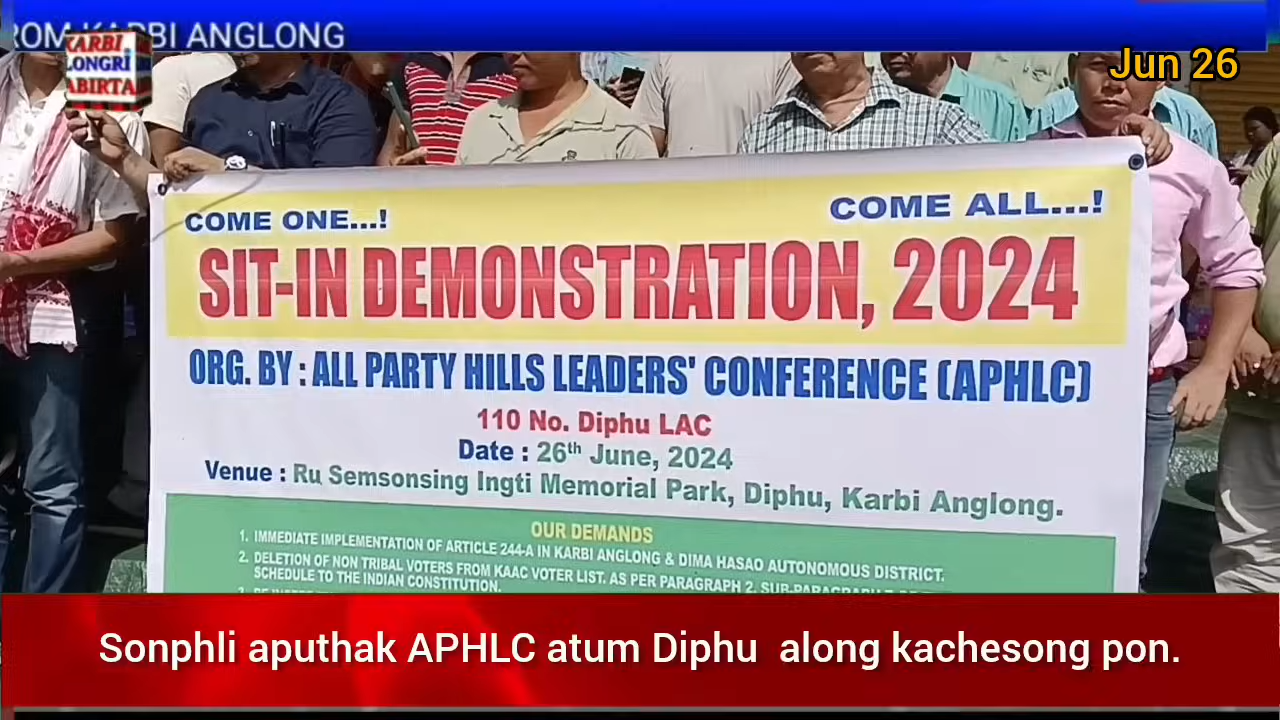 ROM KARBI ANGLONG
KARBI
LONGRI
ABIRTA
Jun 26
COME ONE...!
COME ALL...!
SIT-IN DEMONSTRATION, 2024
ORG. BY : ALL PARTY HILLS LEADERS' CONFERENCE (APHLC)
110 No. Diphu LAC
Date : 26th June, 2024
Venue : Ru Semsonsing Ingti Memorial Park, Diphu, Karbi Anglong.
OUR DEMANDS
1. IMMEDIATE IMPLEMENTATION OF ARTICLE 244-A IN KARBI ANGLONG & DIMA HASAO AUTONOMOUS DISTRICT.
2. DELETION OF NON TRIBAL VOTERS FROM KAAC VOTER LIST. AS PER PARAGRAPH 2. SUB-PARAGRAPH
SCHEDULE TO THE INDIAN CONSTITUTION.
Sonphli aputhak APHLC atum Diphu along kachesong pon.